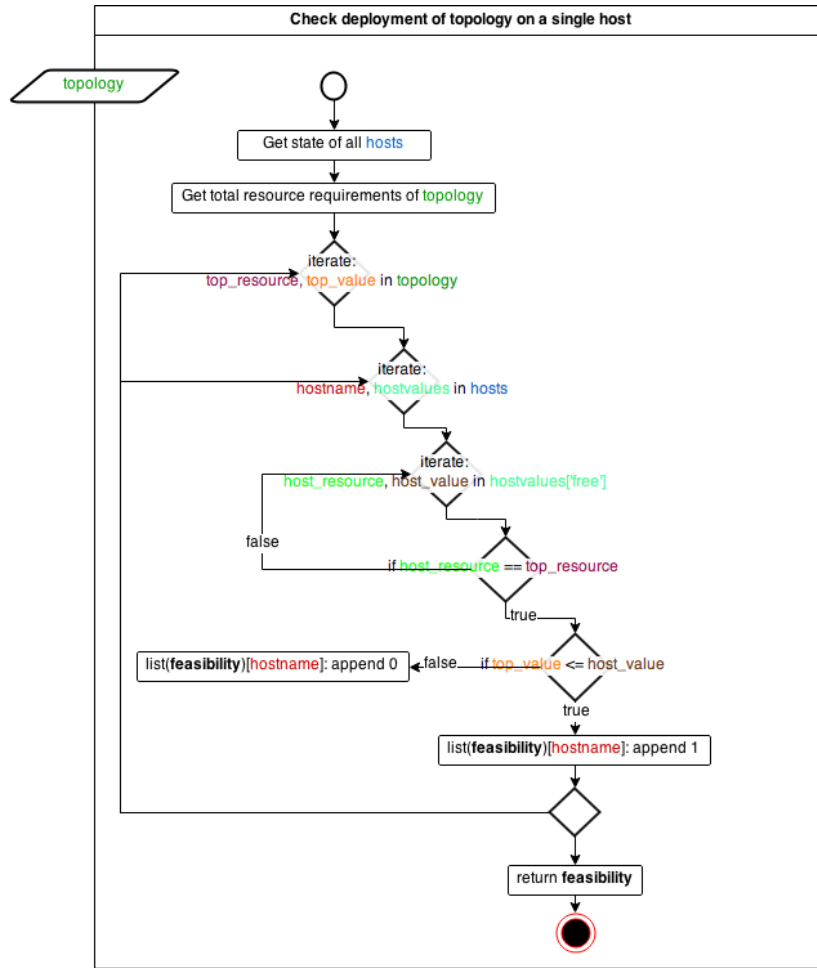 Check deployment of topology on a single host
topology
Get state of all hosts
Get total resource requirements of topology
iterate:
top_resource, top_value in topology
iterate:
hostname, hostvalues in hosts
iterate:
host_resource, host_value in hostvalues['free']
false
if host_resource == top_resource
true
list(feasibility)[hostname]: append 0
false
if top_value <= host_value
true
list(feasibility)[hostname]: append 1
return feasibility